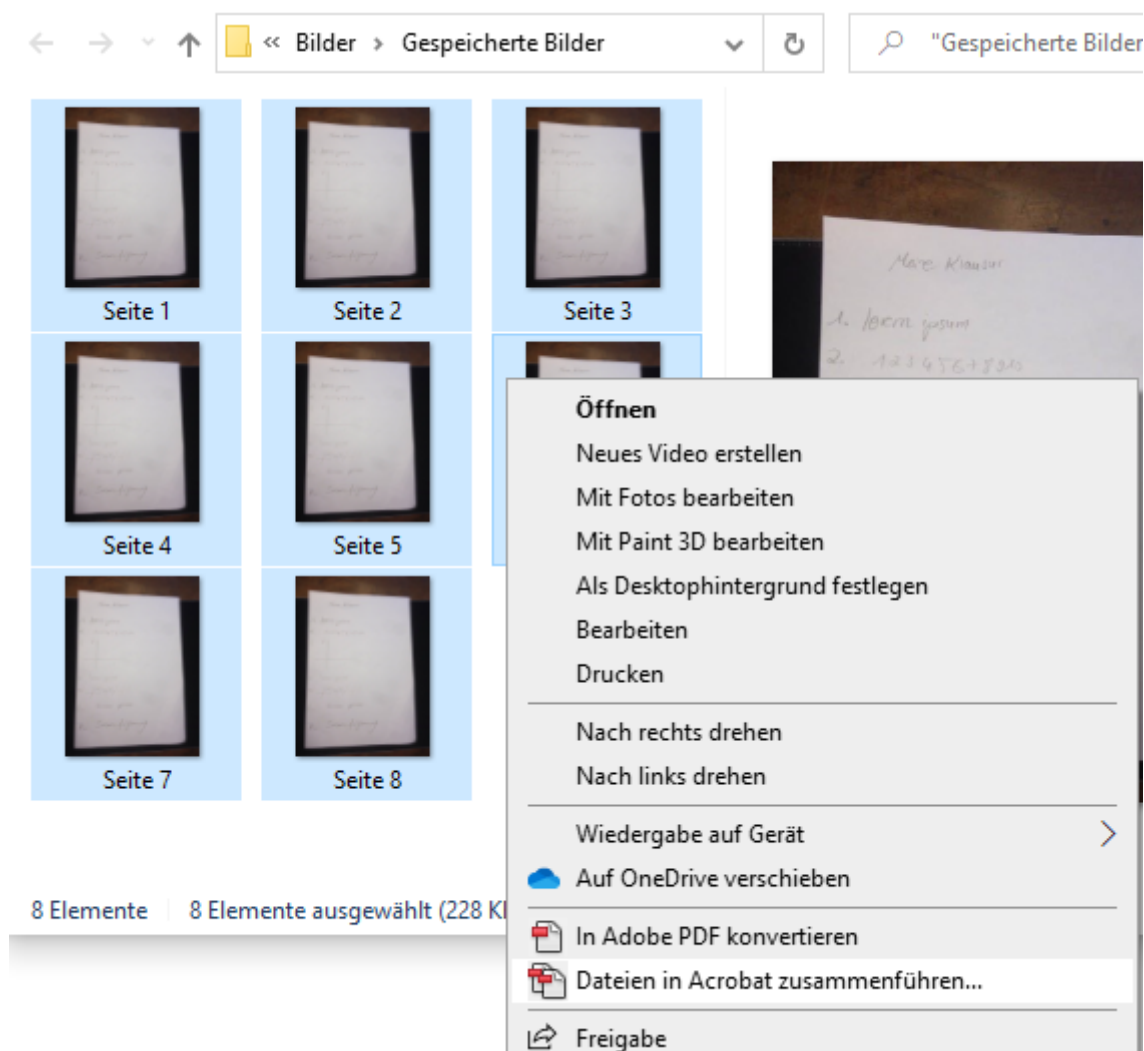 « Bilder > Gespeicherte Bilder
"Gespeicherte Bilder
Seite 1
Seite 2
Seite 3
Seite 4
Seite 5
Seite 7
Seite 8
1. lorem ipsum
2.
Öffnen
Neues Video erstellen
Mit Fotos bearbeiten
Mit Paint 3D bearbeiten
Als Desktophintergrund festlegen
Bearbeiten
Drucken
Nach rechts drehen
Nach links drehen
Wiedergabe auf Gerät
Auf OneDrive verschieben
In Adobe PDF konvertieren
Dateien in Acrobat zusammenführen...
Freigabe
8 Elemente
8 Elemente ausgewählt (228 K